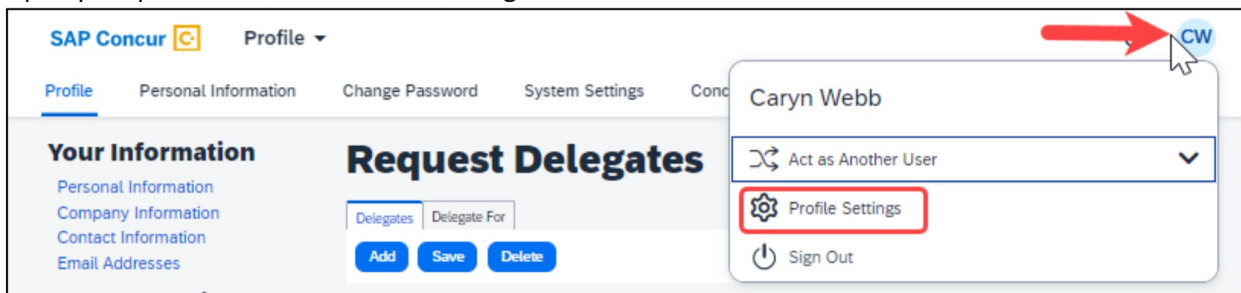 SAP Concur C Profile
CW
Profile Personal Information Change Password System Settings Conc
Caryn Webb
Act as Another User
Profile Settings
Sign Out
Your Information
Personal Information
Company Information
Contact Information
Email Addresses
Request Delegates
Delegates Delegate For
Add Save Delete